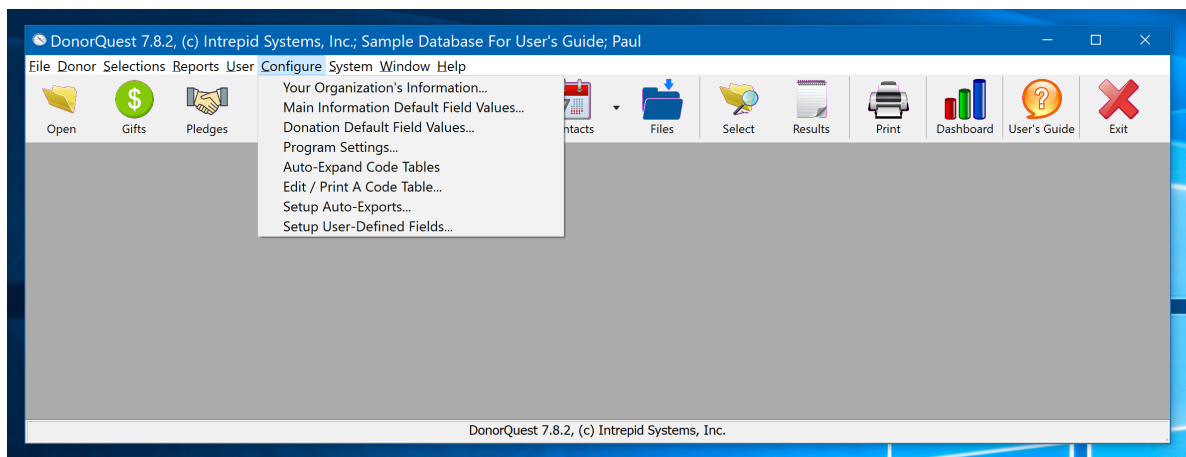 DonorQuest 7.8.2, (c) Intrepid Systems, Inc.; Sample Database For User's Guide; Paul
File Donor Selections Reports User Configure System Window Help
Your Organization's Information...
Main Information Default Field Values...
Donation Default Field Values...
Program Settings...
Auto-Expand Code Tables
Edit / Print A Code Table...
Setup Auto-Exports...
Setup User-Defined Fields...
Open Gifts Pledges ntacts Files Select Results Print Dashboard User's Guide Exit
DonorQuest 7.8.2, (c) Intrepid Systems, Inc.